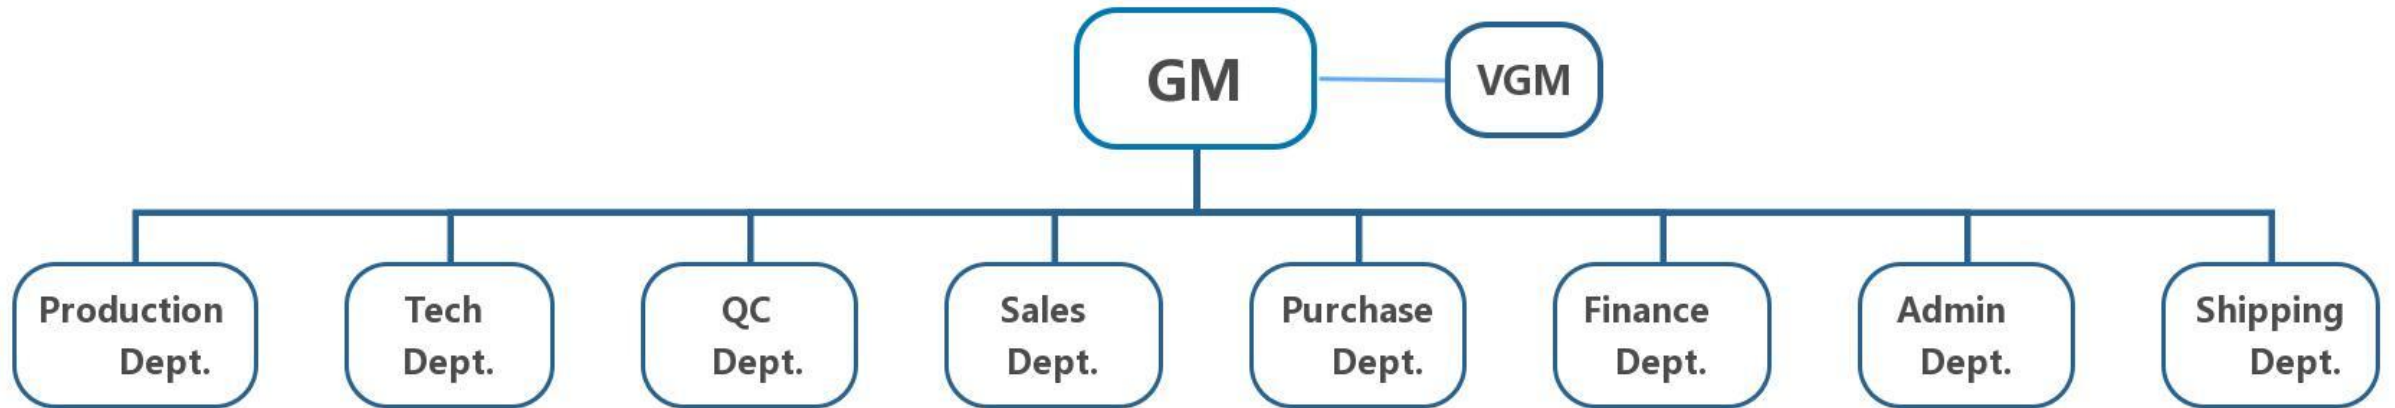 GM
VGM
Production
Dept.
Tech
Dept.
QC
Dept.
Sales
Dept.
Purchase
Dept.
Finance
Dept.
Admin
Dept.
Shipping
Dept.